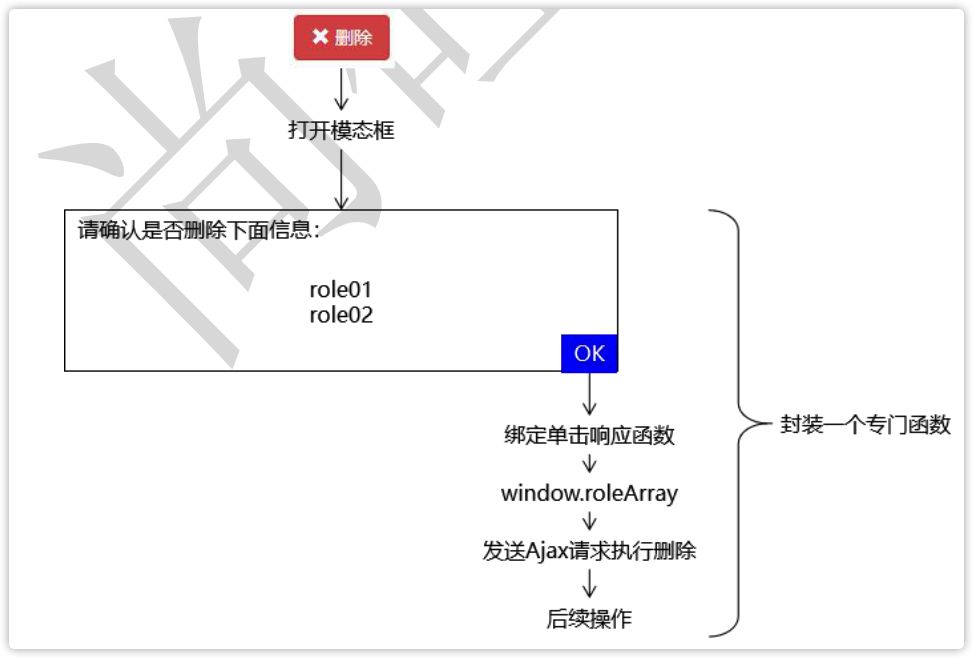 删除
打开模态框
请确认是否删除下面信息：
role01
role02
OK
绑定单击响应函数
window.roleArray
发送Ajax请求执行删除
后续操作
封装一个专门函数
尚